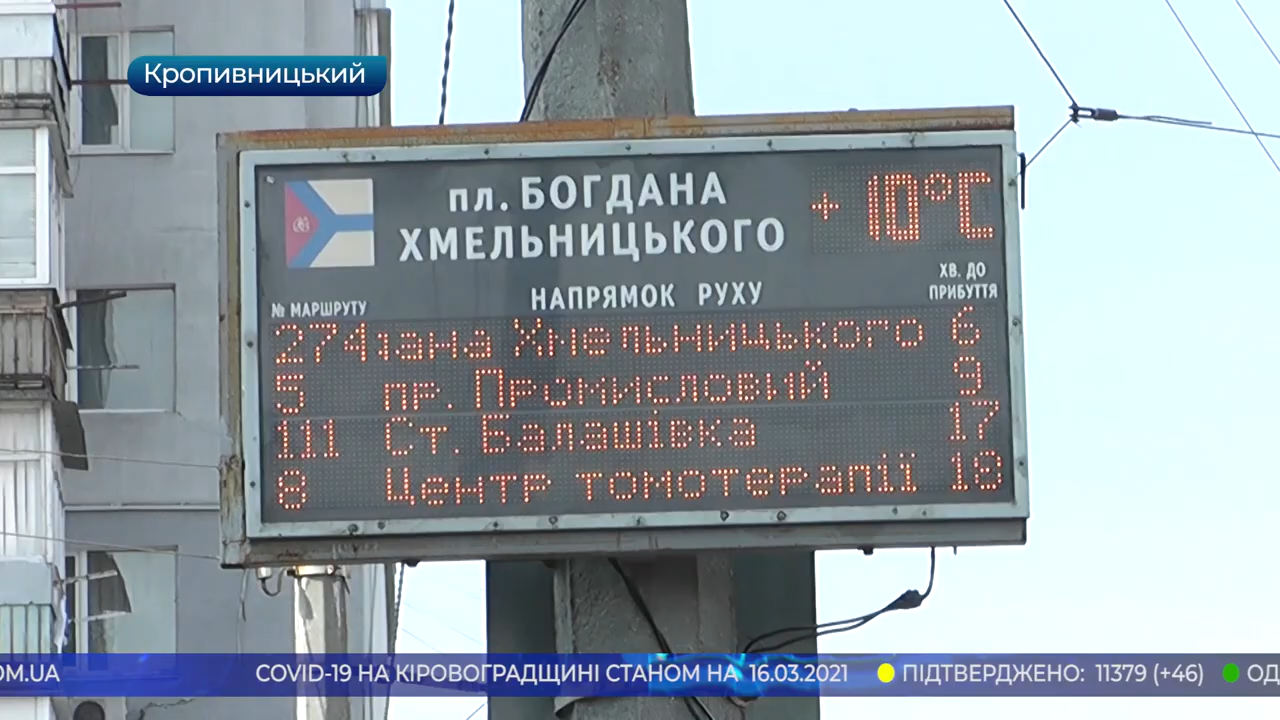 Кропивницький
пл. БОГДАНА
ХМЕЛЬНИЦЬКОГО
+10°C
№ МАРШРУТУ
НАПРЯМОК РУХУ
ХВ. ДО
ПРИБУТТЯ
274 Хмельницького 6
5 пр. Промисловий 9
111 Ст. Балашівка 17
8 Центр томотерапії 18
OM.UA COVID-19 НА КІРОВОГРАДЩИНІ СТАНОМ НА 16.03.2021 ПІДТВЕРДЖЕНО: 11379 (+46)